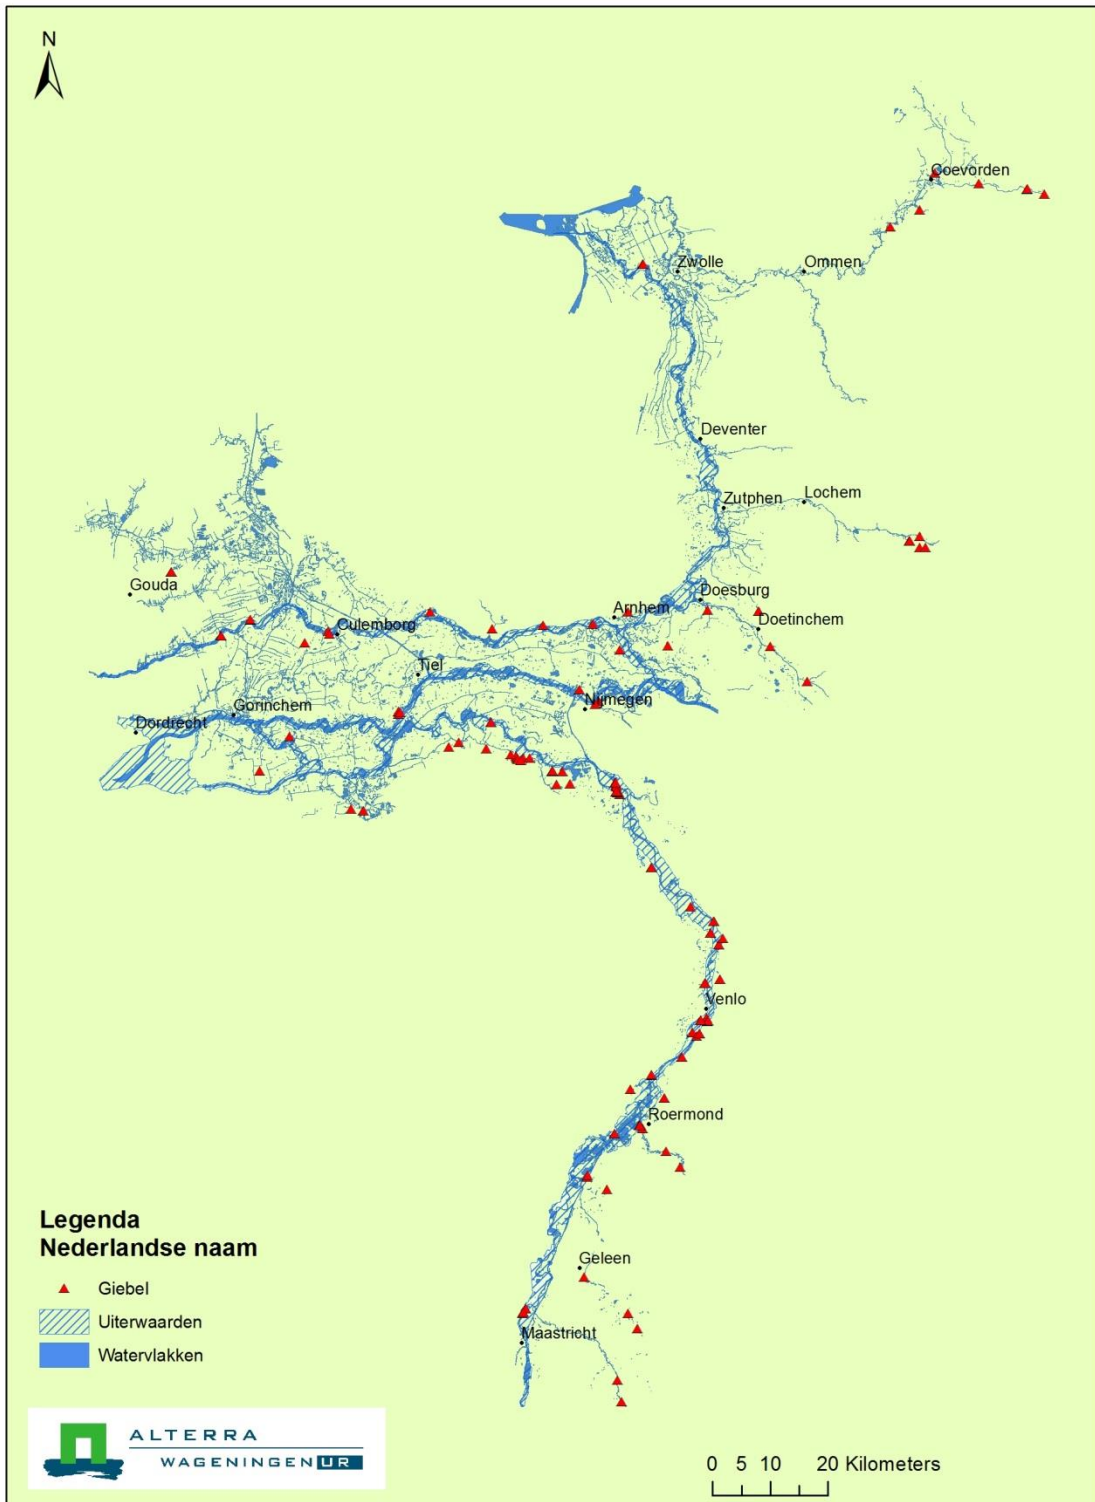 N
Coevorden
Zwolle
Ommen
Deventer
Zutphen
Lochem
Gouda
Doesburg
Arnhem
Doetinchem
Culemborg
Tiel
Nijmegen
Gorinchem
Dordrecht
Venlo
Roermond
Geleen
Maastricht
Legenda
Nederlandse naam
Giebel
Uiterwaarden
Watervlakken
ALTERRA
WAGENINGEN UR
0 5 10 20 Kilometers